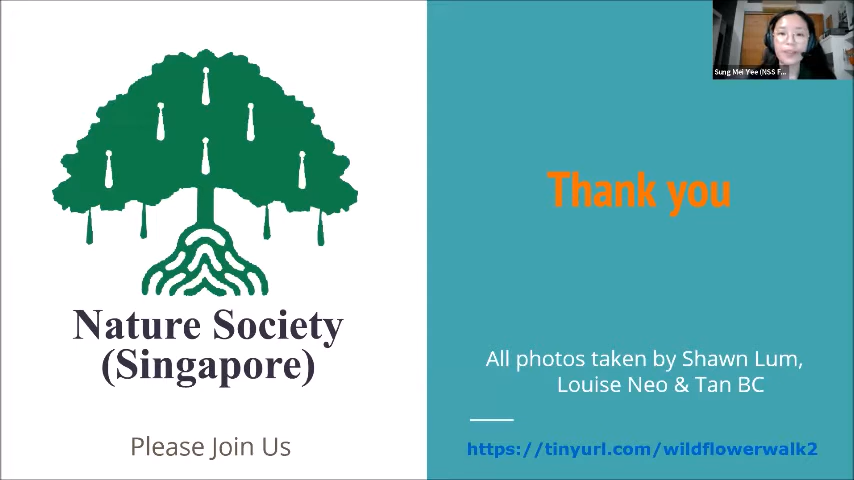 Nature Society
(Singapore)
Please Join Us
Sung Mei Yee (NSS F...
Thank you
All photos taken by Shawn Lum,
Louise Neo & Tan BC
https://tinyurl.com/wildflowerwalk2